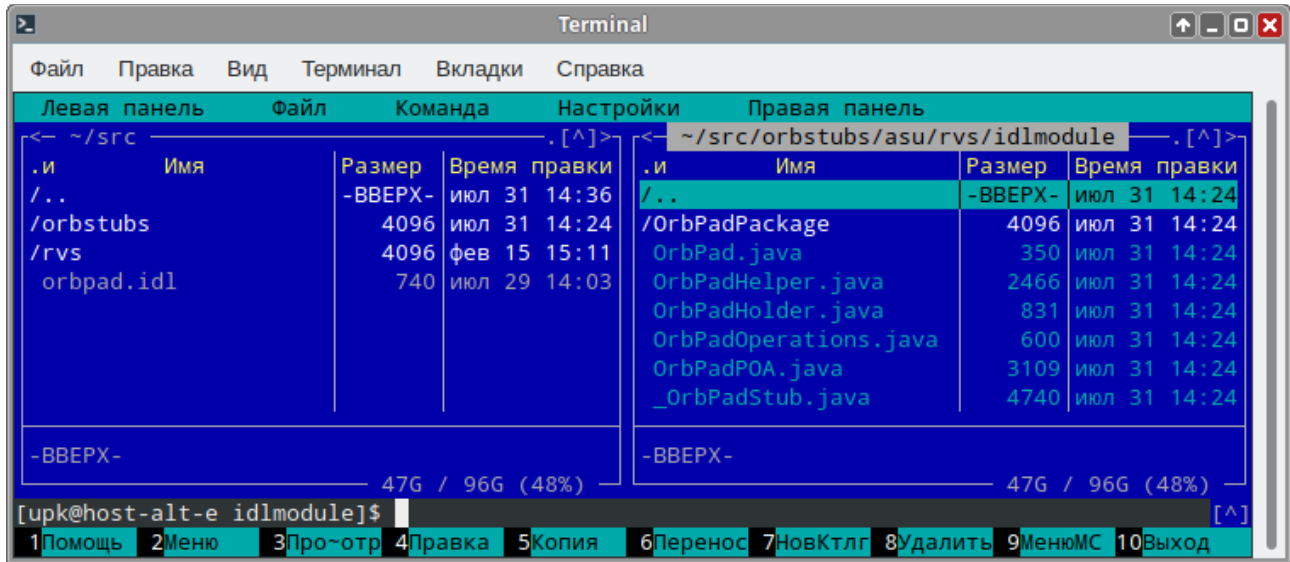 Terminal
Файл Правка Вид Терминал Вкладки Справка
Левая панель Файл Команда Настройки Правая панель
<— ~/src .[^]> <— ~/src/orbstubs/asu/rvs/idlmodule .[^]>
.и Имя Размер Время правки .и Имя Размер Время правки
/.. -ВВЕРХ- июл 31 14:36 /.. -ВВЕРХ- июл 31 14:24
/orbstubs 4096 июл 31 14:24 /OrbPadPackage 4096 июл 31 14:24
/rvs 4096 фев 15 15:11 OrbPad.java 350 июл 31 14:24
orbpad.idl 740 июл 29 14:03 OrbPadHelper.java 2466 июл 31 14:24
OrbPadHolder.java 831 июл 31 14:24
OrbPadOperations.java 600 июл 31 14:24
OrbPadPOA.java 3109 июл 31 14:24
_OrbPadStub.java 4740 июл 31 14:24
-ВВЕРХ- -ВВЕРХ-
47G / 96G (48%) 47G / 96G (48%)
[upk@host-alt-e idlmodule]$ [^]
1Помощь 2Меню 3Про~отр 4Правка 5Копия 6Перенос 7НовКтлг 8Удалить 9МенюМС 10Выход